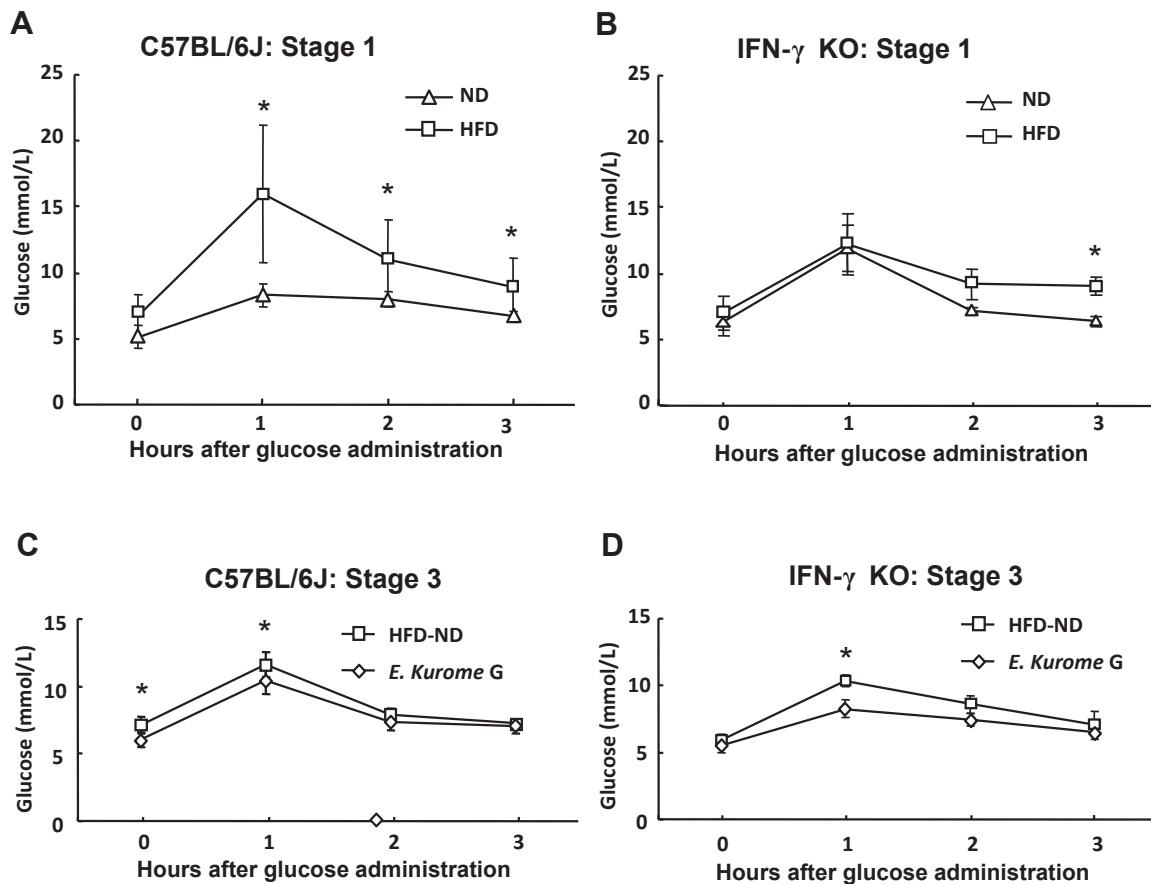 A
C57BL/6J: Stage 1
25
20
15
10
5
0
Glucose (mmol/L)
ND
HFD
*
*
*
0 1 2 3
Hours after glucose administration
B
IFN-γ KO: Stage 1
25
20
15
10
5
0
Glucose (mmol/L)
ND
HFD
*
0 1 2 3
Hours after glucose administration
C
C57BL/6J: Stage 3
15
10
5
0
Glucose (mmol/L)
HFD-ND
E. Kurome G
*
*
0 1 2 3
Hours after glucose administration
D
IFN-γ KO: Stage 3
15
10
5
0
Glucose (mmol/L)
HFD-ND
E. Kurome G
*
0 1 2 3
Hours after glucose administration